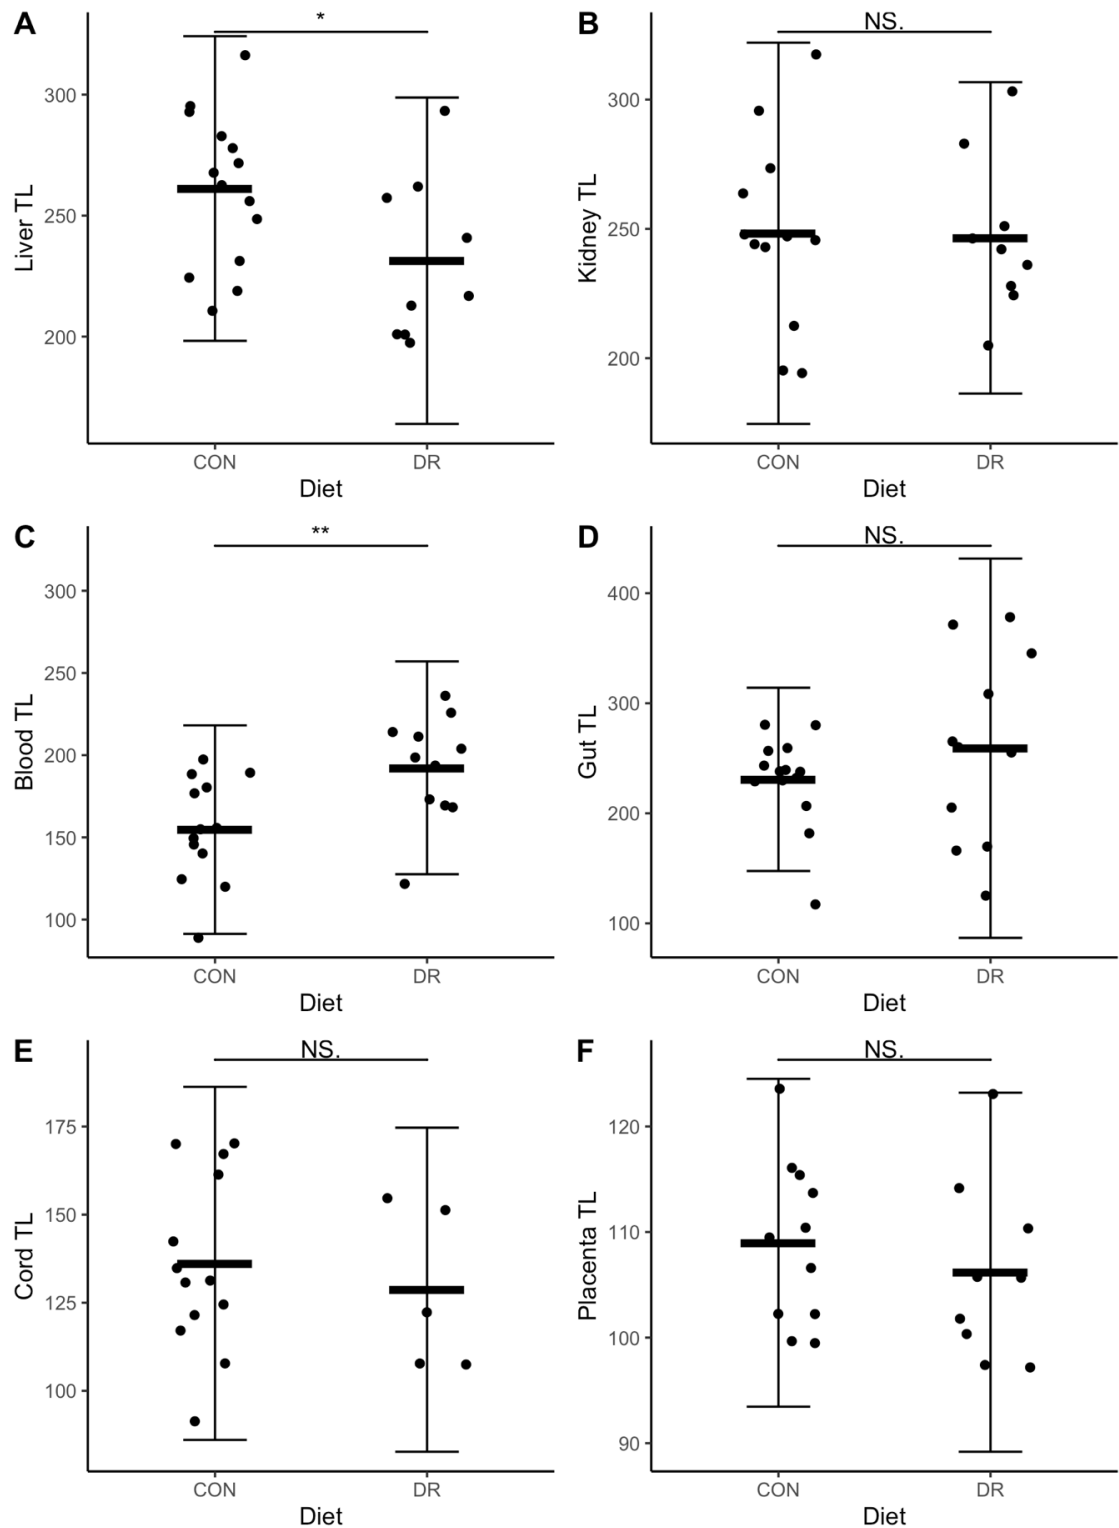 A
*
Liver TL
300
250
200
CON
DR
Diet
B
NS.
Kidney TL
300
250
200
CON
DR
Diet
C
**
Blood TL
300
250
200
150
100
CON
DR
Diet
D
NS.
Gut TL
400
300
200
100
CON
DR
Diet
E
NS.
Cord TL
175
150
125
100
CON
DR
Diet
F
NS.
Placenta TL
120
110
100
90
CON
DR
Diet